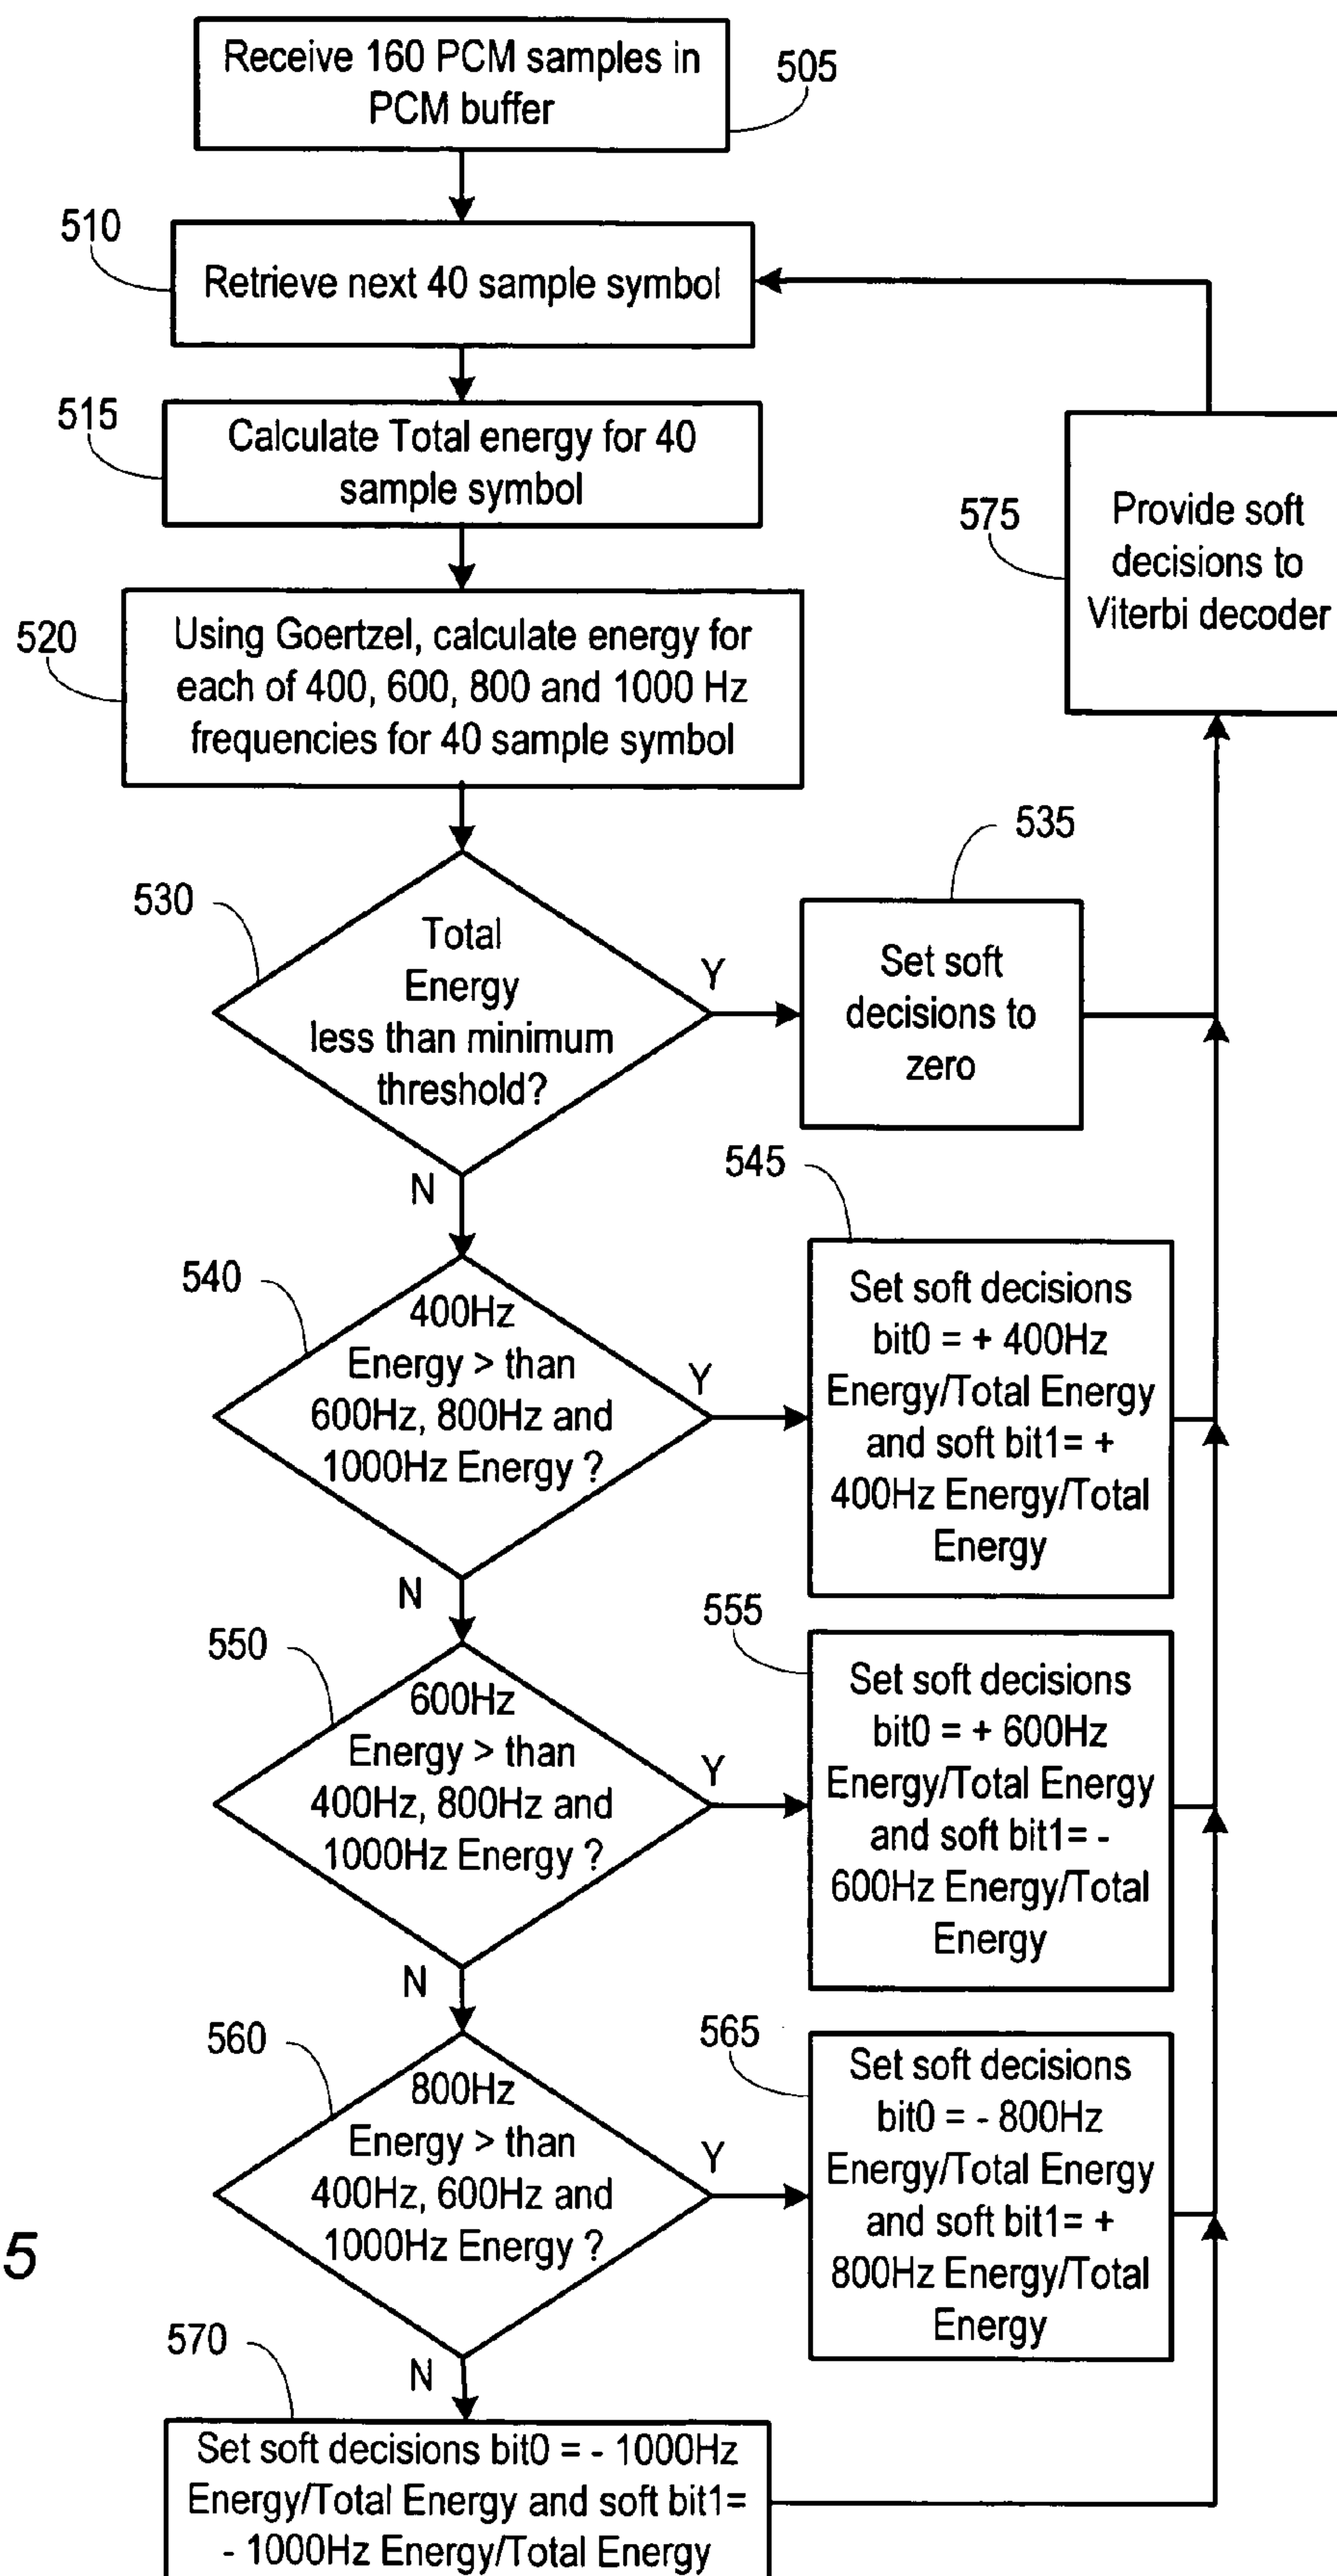 Receive 160 PCM samples in
PCM buffer
505
510
Retrieve next 40 sample symbol
515
Calculate Total energy for 40
sample symbol
575
Provide soft
decisions to
Viterbi decoder
520
Using Goertzel, calculate energy for
each of 400, 600, 800 and 1000 Hz
frequencies for 40 sample symbol
530
Total
Energy
less than minimum
threshold?
Y
N
535
Set soft
decisions to
zero
540
400Hz
Energy > than
600Hz, 800Hz and
1000Hz Energy ?
Y
N
545
Set soft decisions
bit0 = + 400Hz
Energy/Total Energy
and soft bit1= +
400Hz Energy/Total
Energy
550
600Hz
Energy > than
400Hz, 800Hz and
1000Hz Energy ?
Y
N
555
Set soft decisions
bit0 = + 600Hz
Energy/Total Energy
and soft bit1= -
600Hz Energy/Total
Energy
560
800Hz
Energy > than
400Hz, 600Hz and
1000Hz Energy ?
Y
N
565
Set soft decisions
bit0 = - 800Hz
Energy/Total Energy
and soft bit1= +
800Hz Energy/Total
Energy
5
570
Set soft decisions bit0 = - 1000Hz
Energy/Total Energy and soft bit1=
- 1000Hz Energy/Total Energy